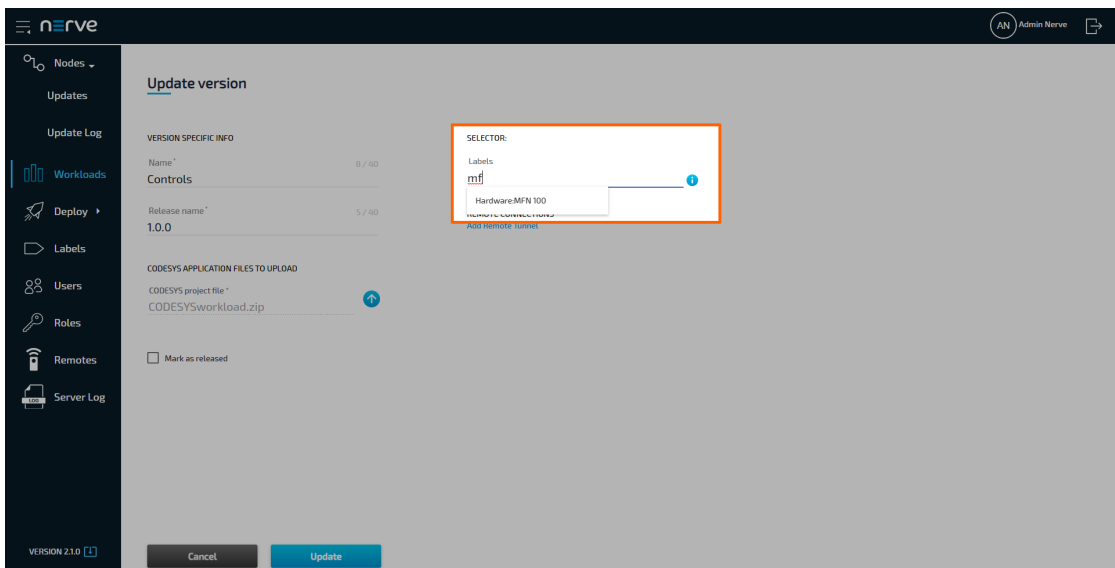 nerve
AN Admin Nerve
Nodes
Updates
Update Log
Workloads
Deploy
Labels
Users
Roles
Remotes
LOG
Server Log
VERSION 2.1.0
Update version
VERSION SPECIFIC INFO
Name* 8 / 40
Controls
Release name* 5 / 40
1.0.0
CODESYS APPLICATION FILES TO UPLOAD
CODESYS project file *
CODESYSworkload.zip
Mark as released
Cancel
Update
SELECTOR:
Labels
mf
i
Hardware:MFN 100
REMOTE CONNECTIONS
Add Remote Tunnel